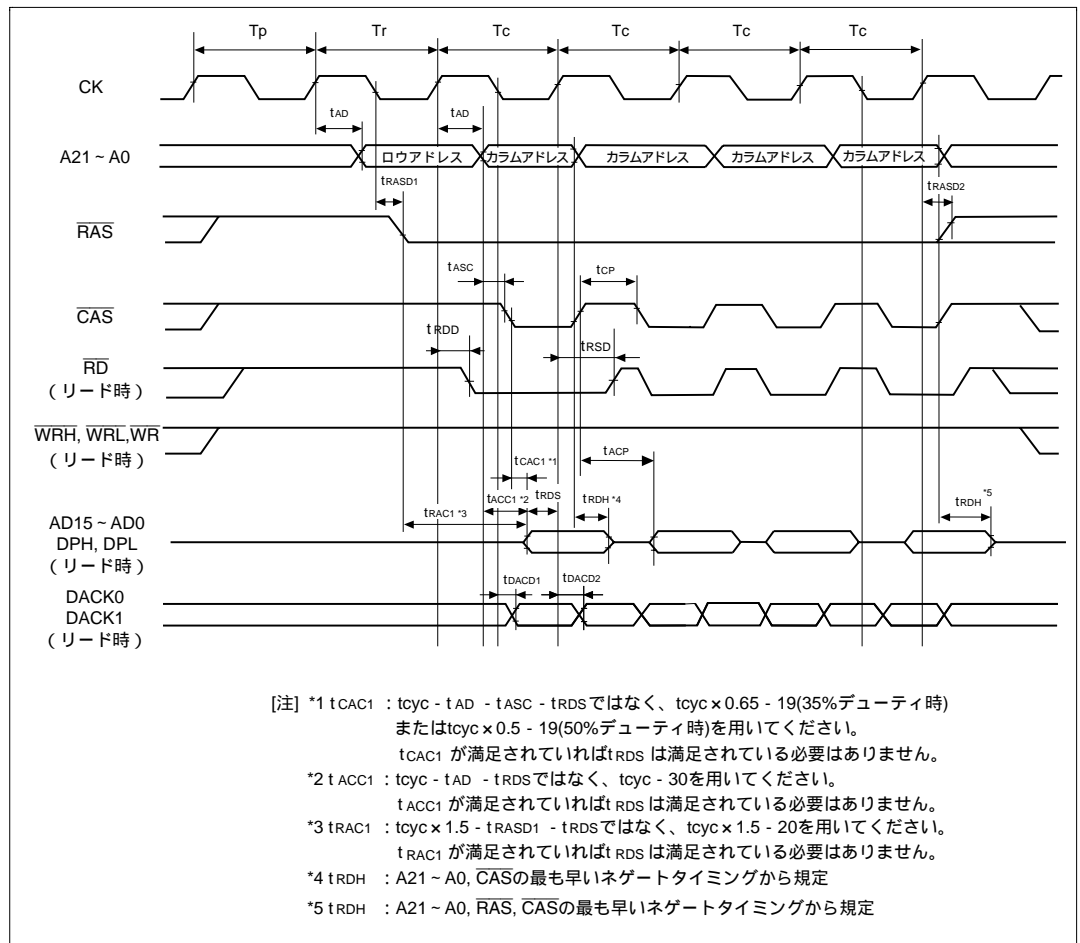 Tp Tr Tc Tc Tc Tc
CK
tAD tAD
A21 ~ A0 ロウアドレス カラムアドレス カラムアドレス カラムアドレス カラムアドレス
tRASD1 tRASD2
RAS
tASC tCP
CAS
tRDD tRSD
RD
( リード時 )
WRH, WRL,WR
( リード時 )
tCAC1 *1 tACP
tACC1 *2 tRDS tRDH *4 tRDH *5
tRAC1 *3
AD15 ~ AD0
DPH, DPL
( リード時 )
tDACD1 tDACD2
DACK0
DACK1
( リード時 )
[注] *1 tCAC1 : tcyc - tAD - tASC - tRDSではなく、tcyc×0.65 - 19(35%デューティ時)
またはtcyc×0.5 - 19(50%デューティ時)を用いてください。
tCAC1 が満足されていればtRDS は満足されている必要はありません。
*2 tACC1 : tcyc - tAD - tRDSではなく、tcyc - 30を用いてください。
tACC1 が満足されていればtRDS は満足されている必要はありません。
*3 tRAC1 : tcyc×1.5 - tRASD1 - tRDSではなく、tcyc×1.5 - 20を用いてください。
tRAC1 が満足されていればtRDS は満足されている必要はありません。
*4 tRDH : A21 ~ A0, CASの最も早いネゲートタイミングから規定
*5 tRDH : A21 ~ A0, RAS, CASの最も早いネゲートタイミングから規定